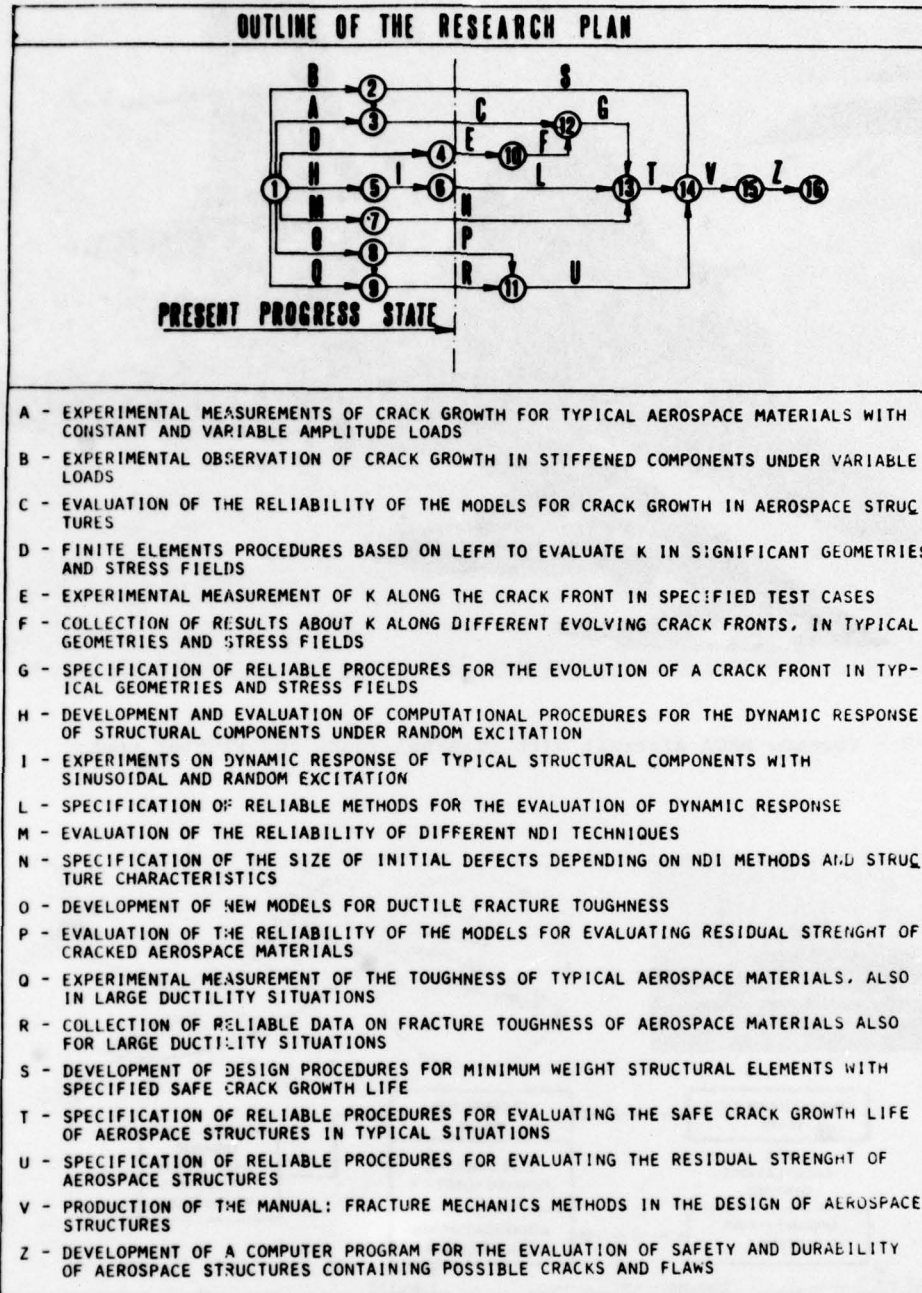 OUTLINE OF THE RESEARCH PLAN
B 2 S
A 3 C 12 G
D 4 E 10 F
1 H 5 I 6 L 13 T 14 V 15 Z 16
M 7 N
O 8 P
Q 9 R 11 U
PRESENT PROGRESS STATE
A - EXPERIMENTAL MEASUREMENTS OF CRACK GROWTH FOR TYPICAL AEROSPACE MATERIALS WITH
CONSTANT AND VARIABLE AMPLITUDE LOADS
B - EXPERIMENTAL OBSERVATION OF CRACK GROWTH IN STIFFENED COMPONENTS UNDER VARIABLE
LOADS
C - EVALUATION OF THE RELIABILITY OF THE MODELS FOR CRACK GROWTH IN AEROSPACE STRUC
TURES
D - FINITE ELEMENTS PROCEDURES BASED ON LEFM TO EVALUATE K IN SIGNIFICANT GEOMETRIES
AND STRESS FIELDS
E - EXPERIMENTAL MEASUREMENT OF K ALONG THE CRACK FRONT IN SPECIFIED TEST CASES
F - COLLECTION OF RESULTS ABOUT K ALONG DIFFERENT EVOLVING CRACK FRONTS, IN TYPICAL
GEOMETRIES AND STRESS FIELDS
G - SPECIFICATION OF RELIABLE PROCEDURES FOR THE EVOLUTION OF A CRACK FRONT IN TYP-
ICAL GEOMETRIES AND STRESS FIELDS
H - DEVELOPMENT AND EVALUATION OF COMPUTATIONAL PROCEDURES FOR THE DYNAMIC RESPONSE
OF STRUCTURAL COMPONENTS UNDER RANDOM EXCITATION
I - EXPERIMENTS ON DYNAMIC RESPONSE OF TYPICAL STRUCTURAL COMPONENTS WITH
SINUSOIDAL AND RANDOM EXCITATION
L - SPECIFICATION OF RELIABLE METHODS FOR THE EVALUATION OF DYNAMIC RESPONSE
M - EVALUATION OF THE RELIABILITY OF DIFFERENT NDI TECHNIQUES
N - SPECIFICATION OF THE SIZE OF INITIAL DEFECTS DEPENDING ON NDI METHODS AND STRUC
TURE CHARACTERISTICS
O - DEVELOPMENT OF NEW MODELS FOR DUCTILE FRACTURE TOUGHNESS
P - EVALUATION OF THE RELIABILITY OF THE MODELS FOR EVALUATING RESIDUAL STRENGHT OF
CRACKED AEROSPACE MATERIALS
Q - EXPERIMENTAL MEASUREMENT OF THE TOUGHNESS OF TYPICAL AEROSPACE MATERIALS, ALSO
IN LARGE DUCTILITY SITUATIONS
R - COLLECTION OF RELIABLE DATA ON FRACTURE TOUGHNESS OF AEROSPACE MATERIALS ALSO
FOR LARGE DUCTILITY SITUATIONS
S - DEVELOPMENT OF DESIGN PROCEDURES FOR MINIMUM WEIGHT STRUCTURAL ELEMENTS WITH
SPECIFIED SAFE CRACK GROWTH LIFE
T - SPECIFICATION OF RELIABLE PROCEDURES FOR EVALUATING THE SAFE CRACK GROWTH LIFE
OF AEROSPACE STRUCTURES IN TYPICAL SITUATIONS
U - SPECIFICATION OF RELIABLE PROCEDURES FOR EVALUATING THE RESIDUAL STRENGHT OF
AEROSPACE STRUCTURES
V - PRODUCTION OF THE MANUAL: FRACTURE MECHANICS METHODS IN THE DESIGN OF AEROSPACE
STRUCTURES
Z - DEVELOPMENT OF A COMPUTER PROGRAM FOR THE EVALUATION OF SAFETY AND DURABILITY
OF AEROSPACE STRUCTURES CONTAINING POSSIBLE CRACKS AND FLAWS